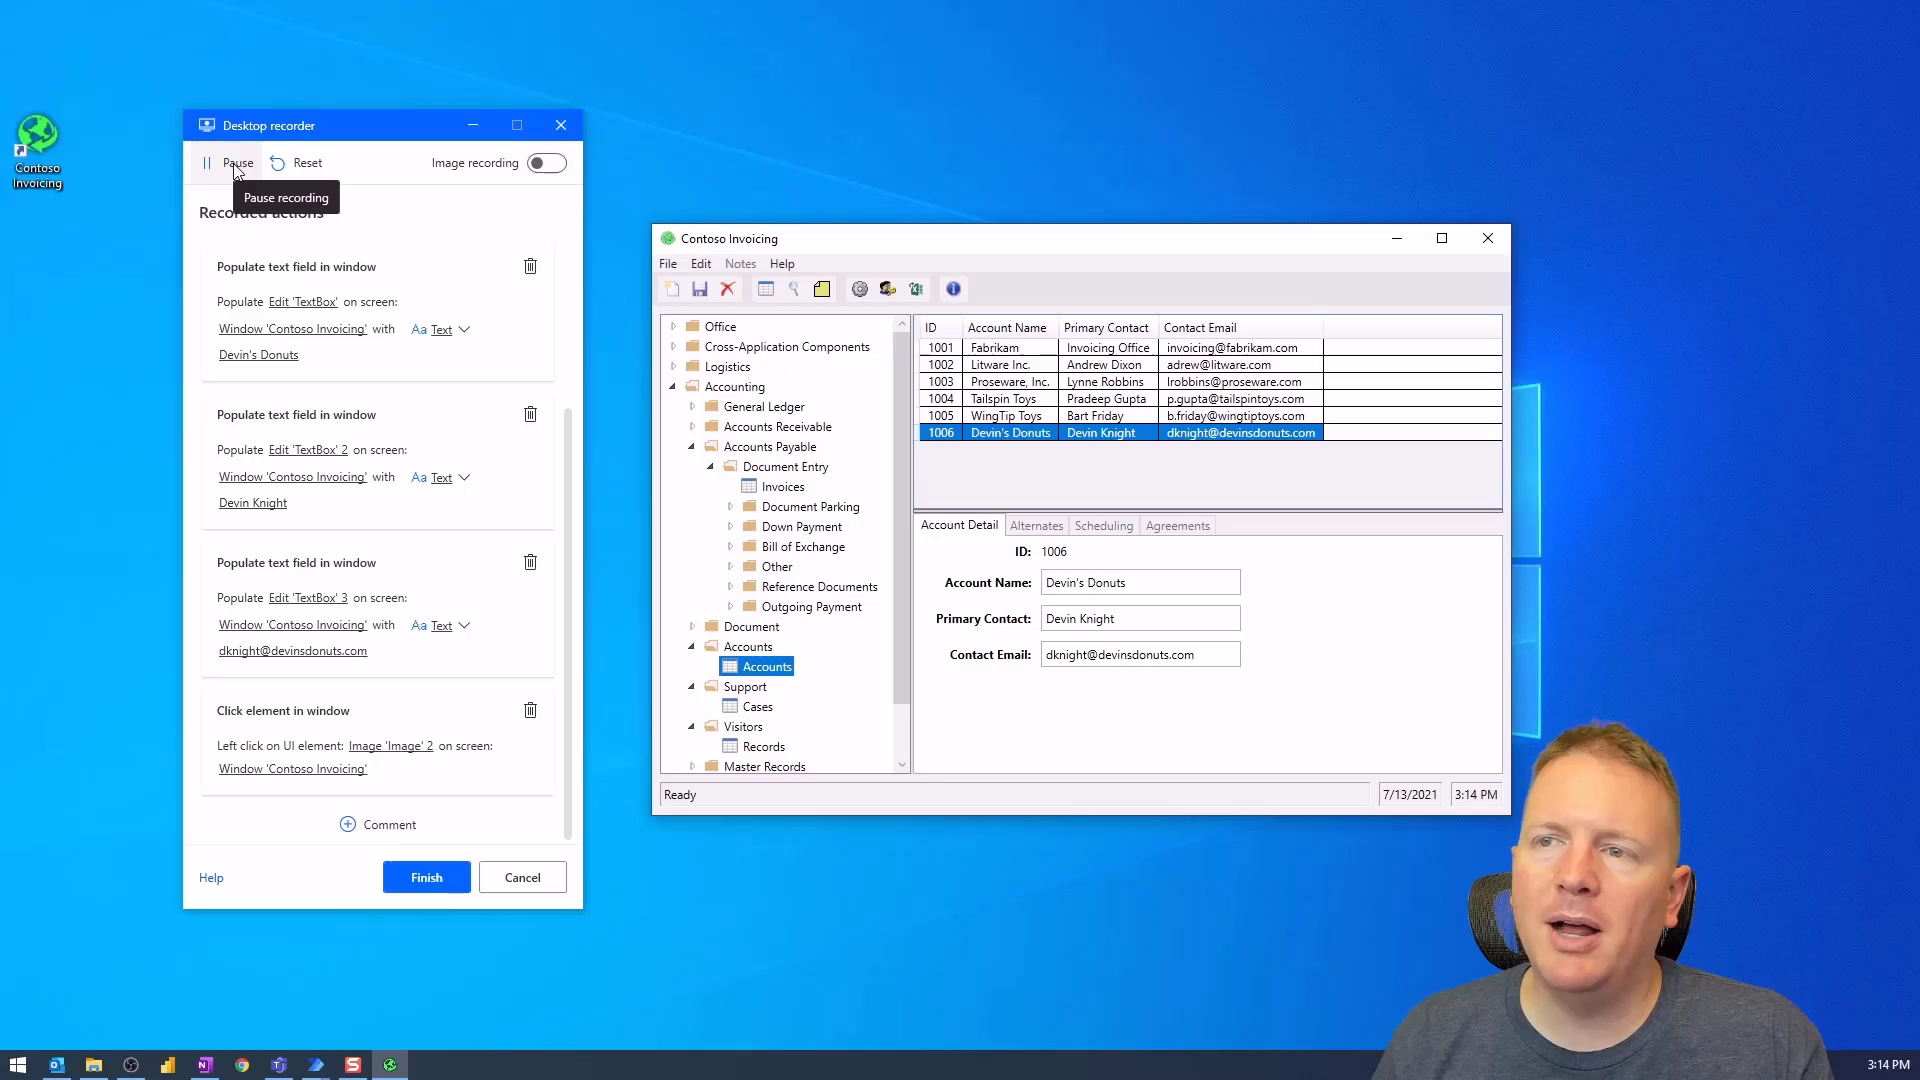 Contoso
Invoicing
Desktop recorder
Pause
Reset
Image recording
Pause recording
Recorded actions
Populate text field in window
Populate Edit 'TextBox' on screen:
Window 'Contoso Invoicing' with Aa Text
Devin's Donuts
Populate text field in window
Populate Edit 'TextBox' 2 on screen:
Window 'Contoso Invoicing' with Aa Text
Devin Knight
Populate text field in window
Populate Edit 'TextBox' 3 on screen:
Window 'Contoso Invoicing' with Aa Text
dknight@devinsdonuts.com
Click element in window
Left click on UI element: Image 'Image' 2 on screen:
Window 'Contoso Invoicing'
Comment
Help
Finish
Cancel
Contoso Invoicing
File Edit Notes Help
Office
Cross-Application Components
Logistics
Accounting
General Ledger
Accounts Receivable
Accounts Payable
Document Entry
Invoices
Document Parking
Down Payment
Bill of Exchange
Other
Reference Documents
Outgoing Payment
Document
Accounts
Accounts
Support
Cases
Visitors
Records
Master Records
ID Account Name Primary Contact Contact Email
1001 Fabrikam Invoicing Office invoicing@fabrikam.com
1002 Litware Inc. Andrew Dixon adrew@litware.com
1003 Proseware, Inc. Lynne Robbins lrobbins@proseware.com
1004 Tailspin Toys Pradeep Gupta p.gupta@tailspintoys.com
1005 WingTip Toys Bart Friday b.friday@wingtiptoys.com
1006 Devin's Donuts Devin Knight dknight@devinsdonuts.com
Account Detail Alternates Scheduling Agreements
ID: 1006
Account Name: Devin's Donuts
Primary Contact: Devin Knight
Contact Email: dknight@devinsdonuts.com
Ready
7/13/2021
3:14 PM
3:14 PM